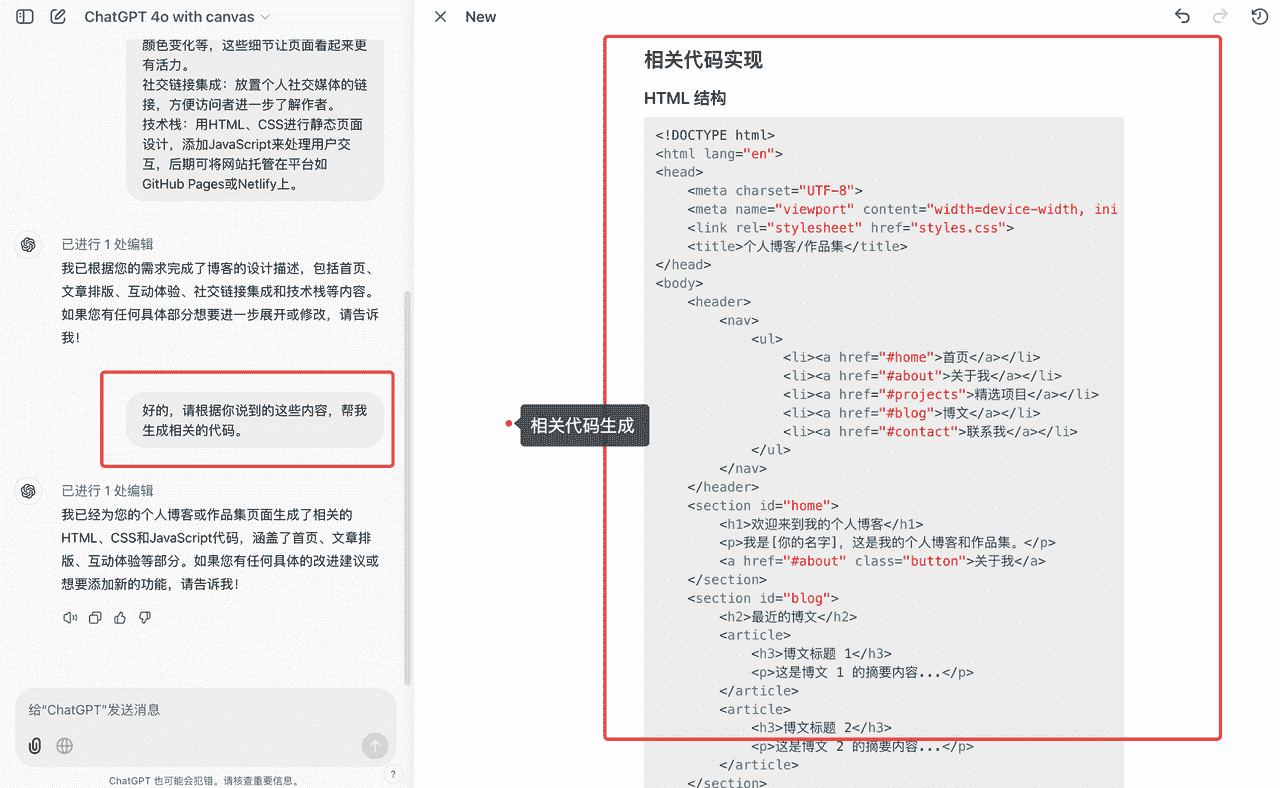 ChatGPT 4o with canvas
颜色变化等，这些细节让页面看起来更
有活力。
社交链接集成：放置个人社交媒体的链
接，方便访问者进一步了解作者。
技术栈：用HTML、CSS进行静态页面
设计，添加JavaScript来处理用户交
互，后期可将网站托管在平台如
GitHub Pages或Netlify上。
已进行 1 处编辑
我已根据您的需求完成了博客的设计描述，包括首页、
文章排版、互动体验、社交链接集成和技术栈等内容。
如果您有任何具体部分想要进一步展开或修改，请告诉
我！
好的，请根据你说到的这些内容，帮我
生成相关的代码。
已进行 1 处编辑
我已经为您的个人博客或作品集页面生成了相关的
HTML、CSS和JavaScript代码，涵盖了首页、文章排
版、互动体验等部分。如果您有任何具体的改进建议或
想要添加新的功能，请告诉我！
给“ChatGPT”发送消息
ChatGPT 也可能会犯错。请核查重要信息。
?
New
相关代码实现
HTML 结构
<!DOCTYPE html>
<html lang="en">
<head>
    <meta charset="UTF-8">
    <meta name="viewport" content="width=device-width, ini
    <link rel="stylesheet" href="styles.css">
    <title>个人博客/作品集</title>
</head>
<body>
    <header>
        <nav>
            <ul>
                <li><a href="#home">首页</a></li>
                <li><a href="#about">关于我</a></li>
                <li><a href="#projects">精选项目</a></li>
                <li><a href="#blog">博文</a></li>
                <li><a href="#contact">联系我</a></li>
            </ul>
        </nav>
    </header>
    <section id="home">
        <h1>欢迎来到我的个人博客</h1>
        <p>我是[你的名字]，这是我的个人博客和作品集。</p>
        <a href="#about" class="button">关于我</a>
    </section>
    <section id="blog">
        <h2>最近的博文</h2>
        <article>
            <h3>博文标题 1</h3>
            <p>这是博文 1 的摘要内容...</p>
        </article>
        <article>
            <h3>博文标题 2</h3>
            <p>这是博文 2 的摘要内容...</p>
        </article>
    </section>
相关代码生成